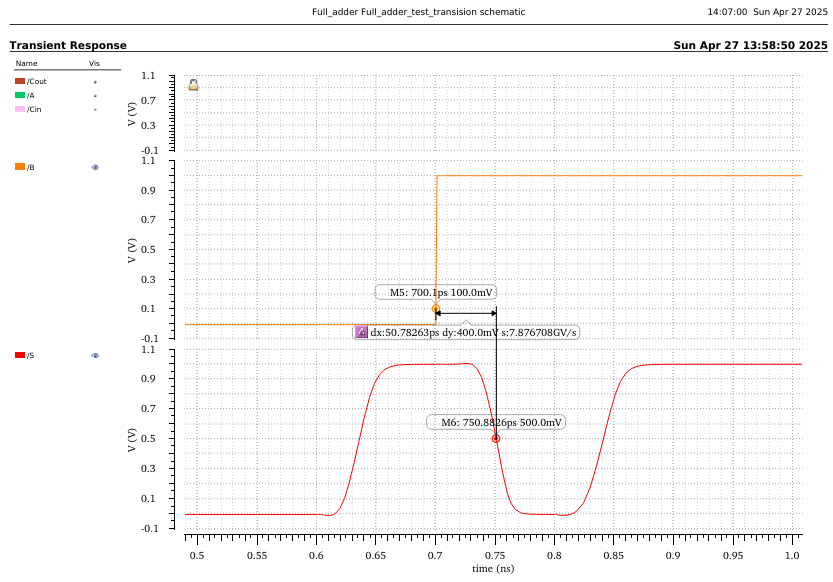 Full_adder Full_adder_test_transision schematic
14:07:00 Sun Apr 27 2025
Transient Response
Sun Apr 27 13:58:50 2025
Name Vis
/Cout
/A
/Cin
1.1
0.7
0.3
-0.1
V (V)
/B
1.1
0.9
0.7
0.5
0.3
0.1
-0.1
V (V)
M5: 700.1ps 100.0mV
dx:50.78263ps dy:400.0mV s:7.876708GV/s
/S
1.1
0.9
0.7
0.5
0.3
0.1
-0.1
V (V)
M6: 750.8826ps 500.0mV
0.5 0.55 0.6 0.65 0.7 0.75 0.8 0.85 0.9 0.95 1.0
time (ns)